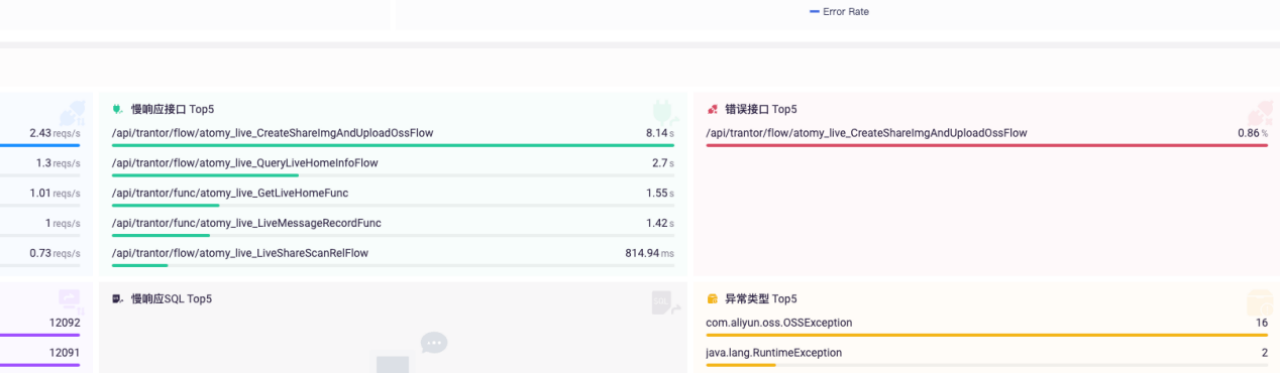 Error Rate
2.43 reqs/s
1.3 reqs/s
1.01 reqs/s
1 reqs/s
0.73 reqs/s
慢响应接口 Top5
/api/trantor/flow/atomy_live_CreateShareImgAndUploadOssFlow 8.14 s
/api/trantor/flow/atomy_live_QueryLiveHomeInfoFlow 2.7 s
/api/trantor/func/atomy_live_GetLiveHomeFunc 1.55 s
/api/trantor/func/atomy_live_LiveMessageRecordFunc 1.42 s
/api/trantor/flow/atomy_live_LiveShareScanRelFlow 814.94 ms
错误接口 Top5
/api/trantor/flow/atomy_live_CreateShareImgAndUploadOssFlow 0.86 %
12092
12091
慢响应SQL Top5
SQL
异常类型 Top5
com.aliyun.oss.OSSException 16
java.lang.RuntimeException 2